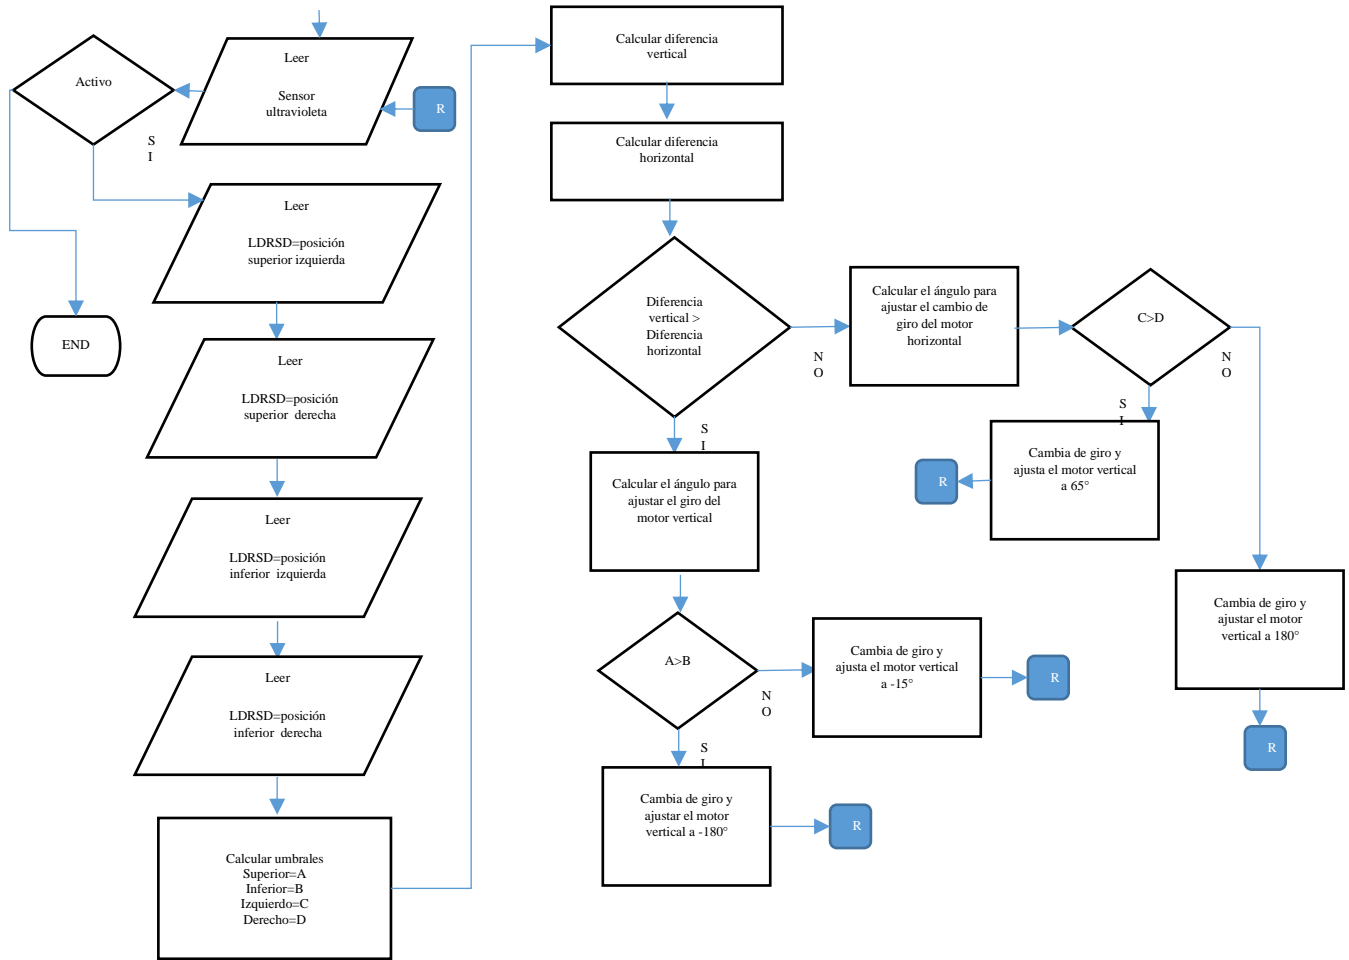 Activo
S
I
Leer
Sensor
ultravioleta
R
END
Leer
LDRSD=posición
superior izquierda
Leer
LDRSD=posición
superior derecha
Leer
LDRSD=posición
inferior izquierda
Leer
LDRSD=posición
inferior derecha
Calcular umbrales
Superior=A
Inferior=B
Izquierdo=C
Derecho=D
Calcular diferencia
vertical
Calcular diferencia
horizontal
Diferencia
vertical >
Diferencia
horizontal
N
O
S
I
Calcular el ángulo para
ajustar el cambio de
giro del motor
horizontal
C>D
N
O
S
I
Cambia de giro y
ajusta el motor vertical
a 65°
R
Cambia de giro y
ajustar el motor
vertical a 180°
R
Calcular el ángulo para
ajustar el giro del
motor vertical
A>B
N
O
S
I
Cambia de giro y
ajusta el motor vertical
a -15°
R
Cambia de giro y
ajustar el motor
vertical a -180°
R